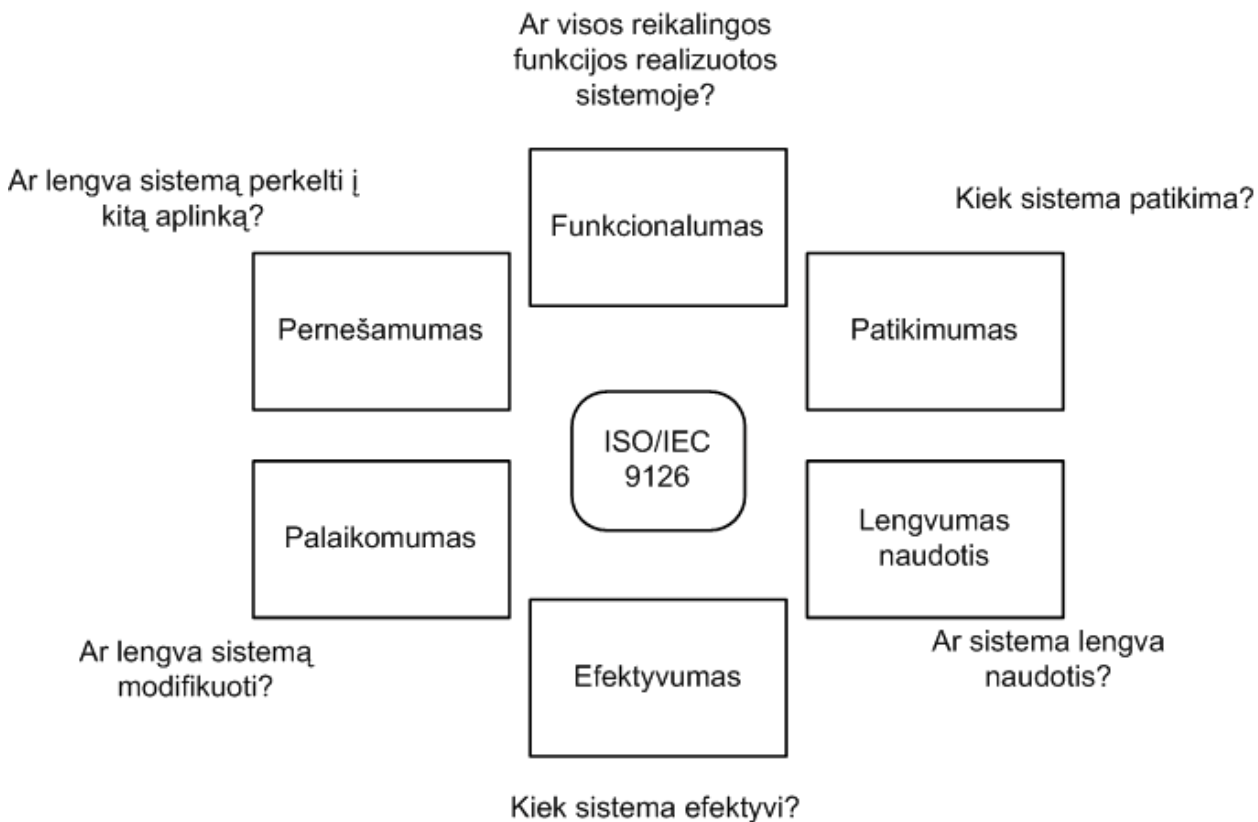 Ar visos reikalingos
funkcijos realizuotos
sistemoje?
Ar lengva sistemą perkelti į
kitą aplinką?
Kiek sistema patikima?
Funkcionalumas
Pernešamumas
Patikimumas
ISO/IEC
9126
Palaikomumas
Lengvumas
naudotis
Ar lengva sistemą
modifikuoti?
Efektyvumas
Ar sistema lengva
naudotis?
Kiek sistema efektyvi?